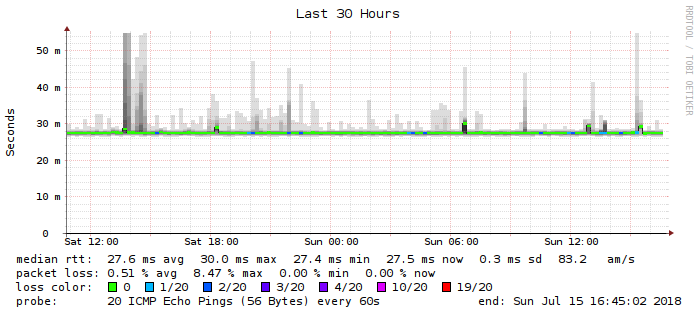 Last 30 Hours
RRDTOOL / TOBI OETIKER
Seconds
50 m
40 m
30 m
20 m
10 m
0
Sat 12:00 Sat 18:00 Sun 00:00 Sun 06:00 Sun 12:00
median rtt: 27.6 ms avg 30.0 ms max 27.4 ms min 27.5 ms now 0.3 ms sd 83.2 am/s
packet loss: 0.51 % avg 8.47 % max 0.00 % min 0.00 % now
loss color: 0 1/20 2/20 3/20 4/20 10/20 19/20
probe: 20 ICMP Echo Pings (56 Bytes) every 60s end: Sun Jul 15 16:45:02 2018